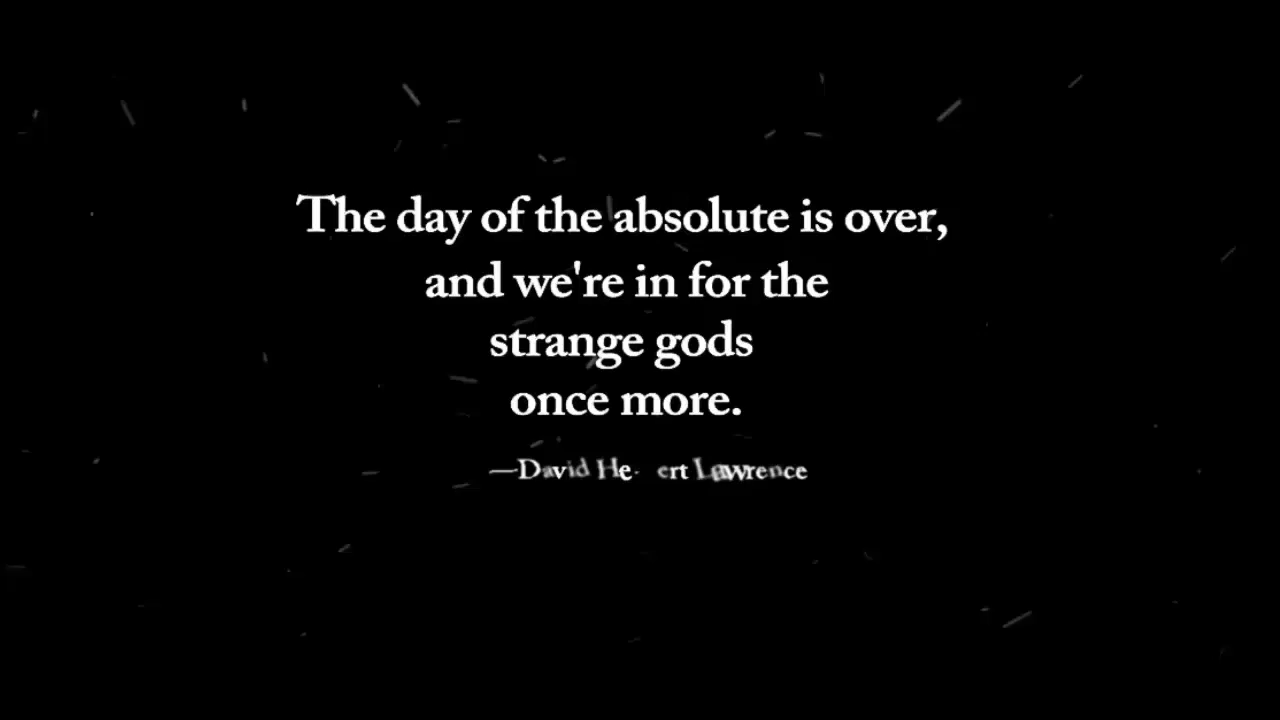 The day of the absolute is over,
and we're in for the
strange gods
once more.
—David Lawrence